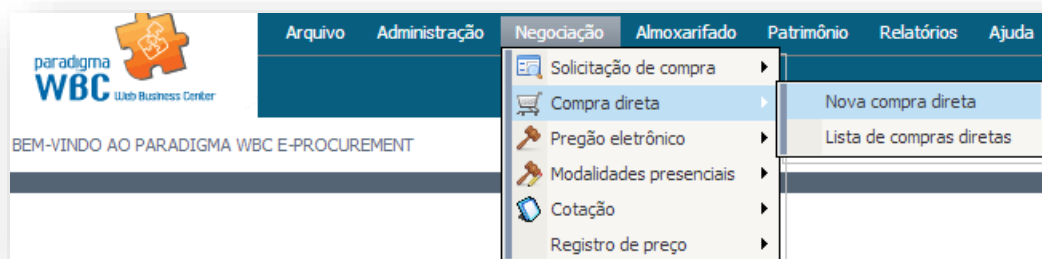 paradigma
WBC Web Business Center
Arquivo Administração Negociação Almoxarifado Patrimônio Relatórios Ajuda
Solicitação de compra
Compra direta
Nova compra direta
BEM-VINDO AO PARADIGMA WBC E-PROCUREMENT
Pregão eletrônico
Lista de compras diretas
Modalidades presenciais
Cotação
Registro de preço